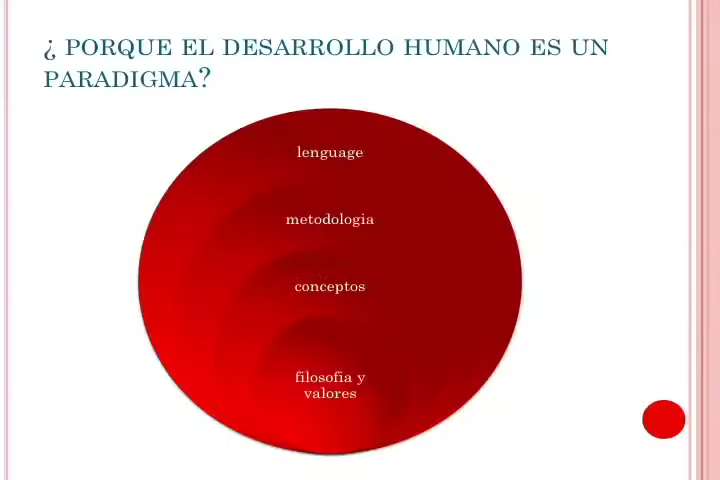 ¿ PORQUE EL DESARROLLO HUMANO ES UN
PARADIGMA?
lenguage
metodologia
conceptos
filosofia y
valores